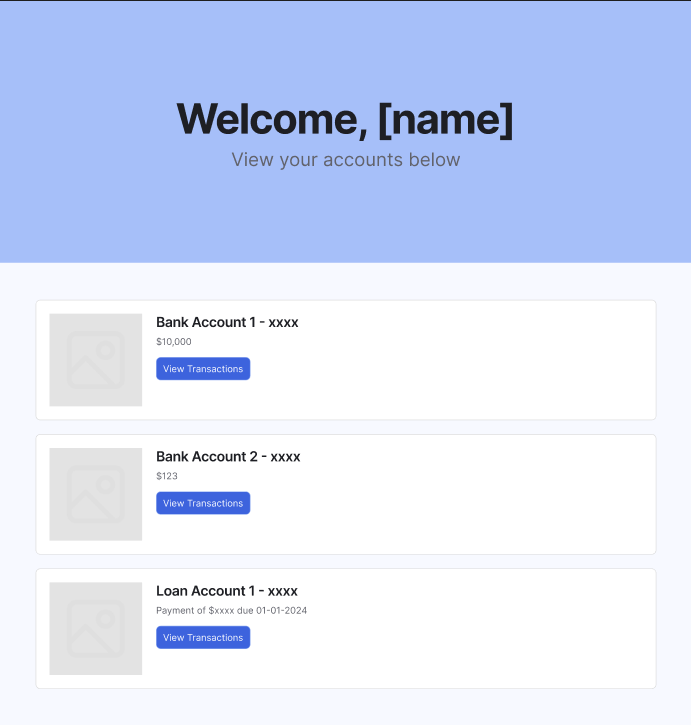 Welcome, [name]
View your accounts below
Bank Account 1 - xxxx
$10,000
View Transactions
Bank Account 2 - xxxx
$123
View Transactions
Loan Account 1 - xxxx
Payment of $xxxx due 01-01-2024
View Transactions